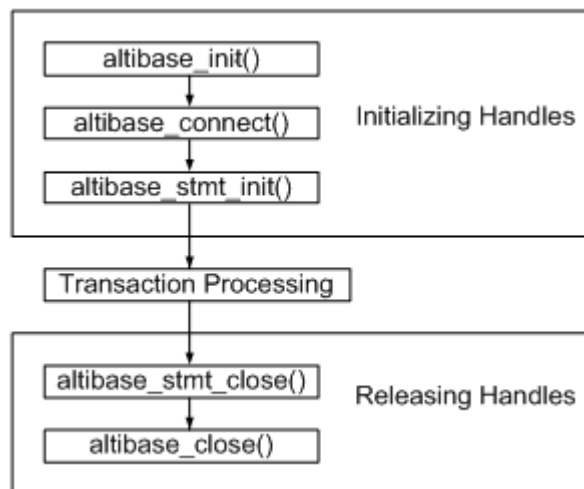 altibase_init()
altibase_connect()
Initializing Handles
altibase_stmt_init()
Transaction Processing
altibase_stmt_close()
Releasing Handles
altibase_close()